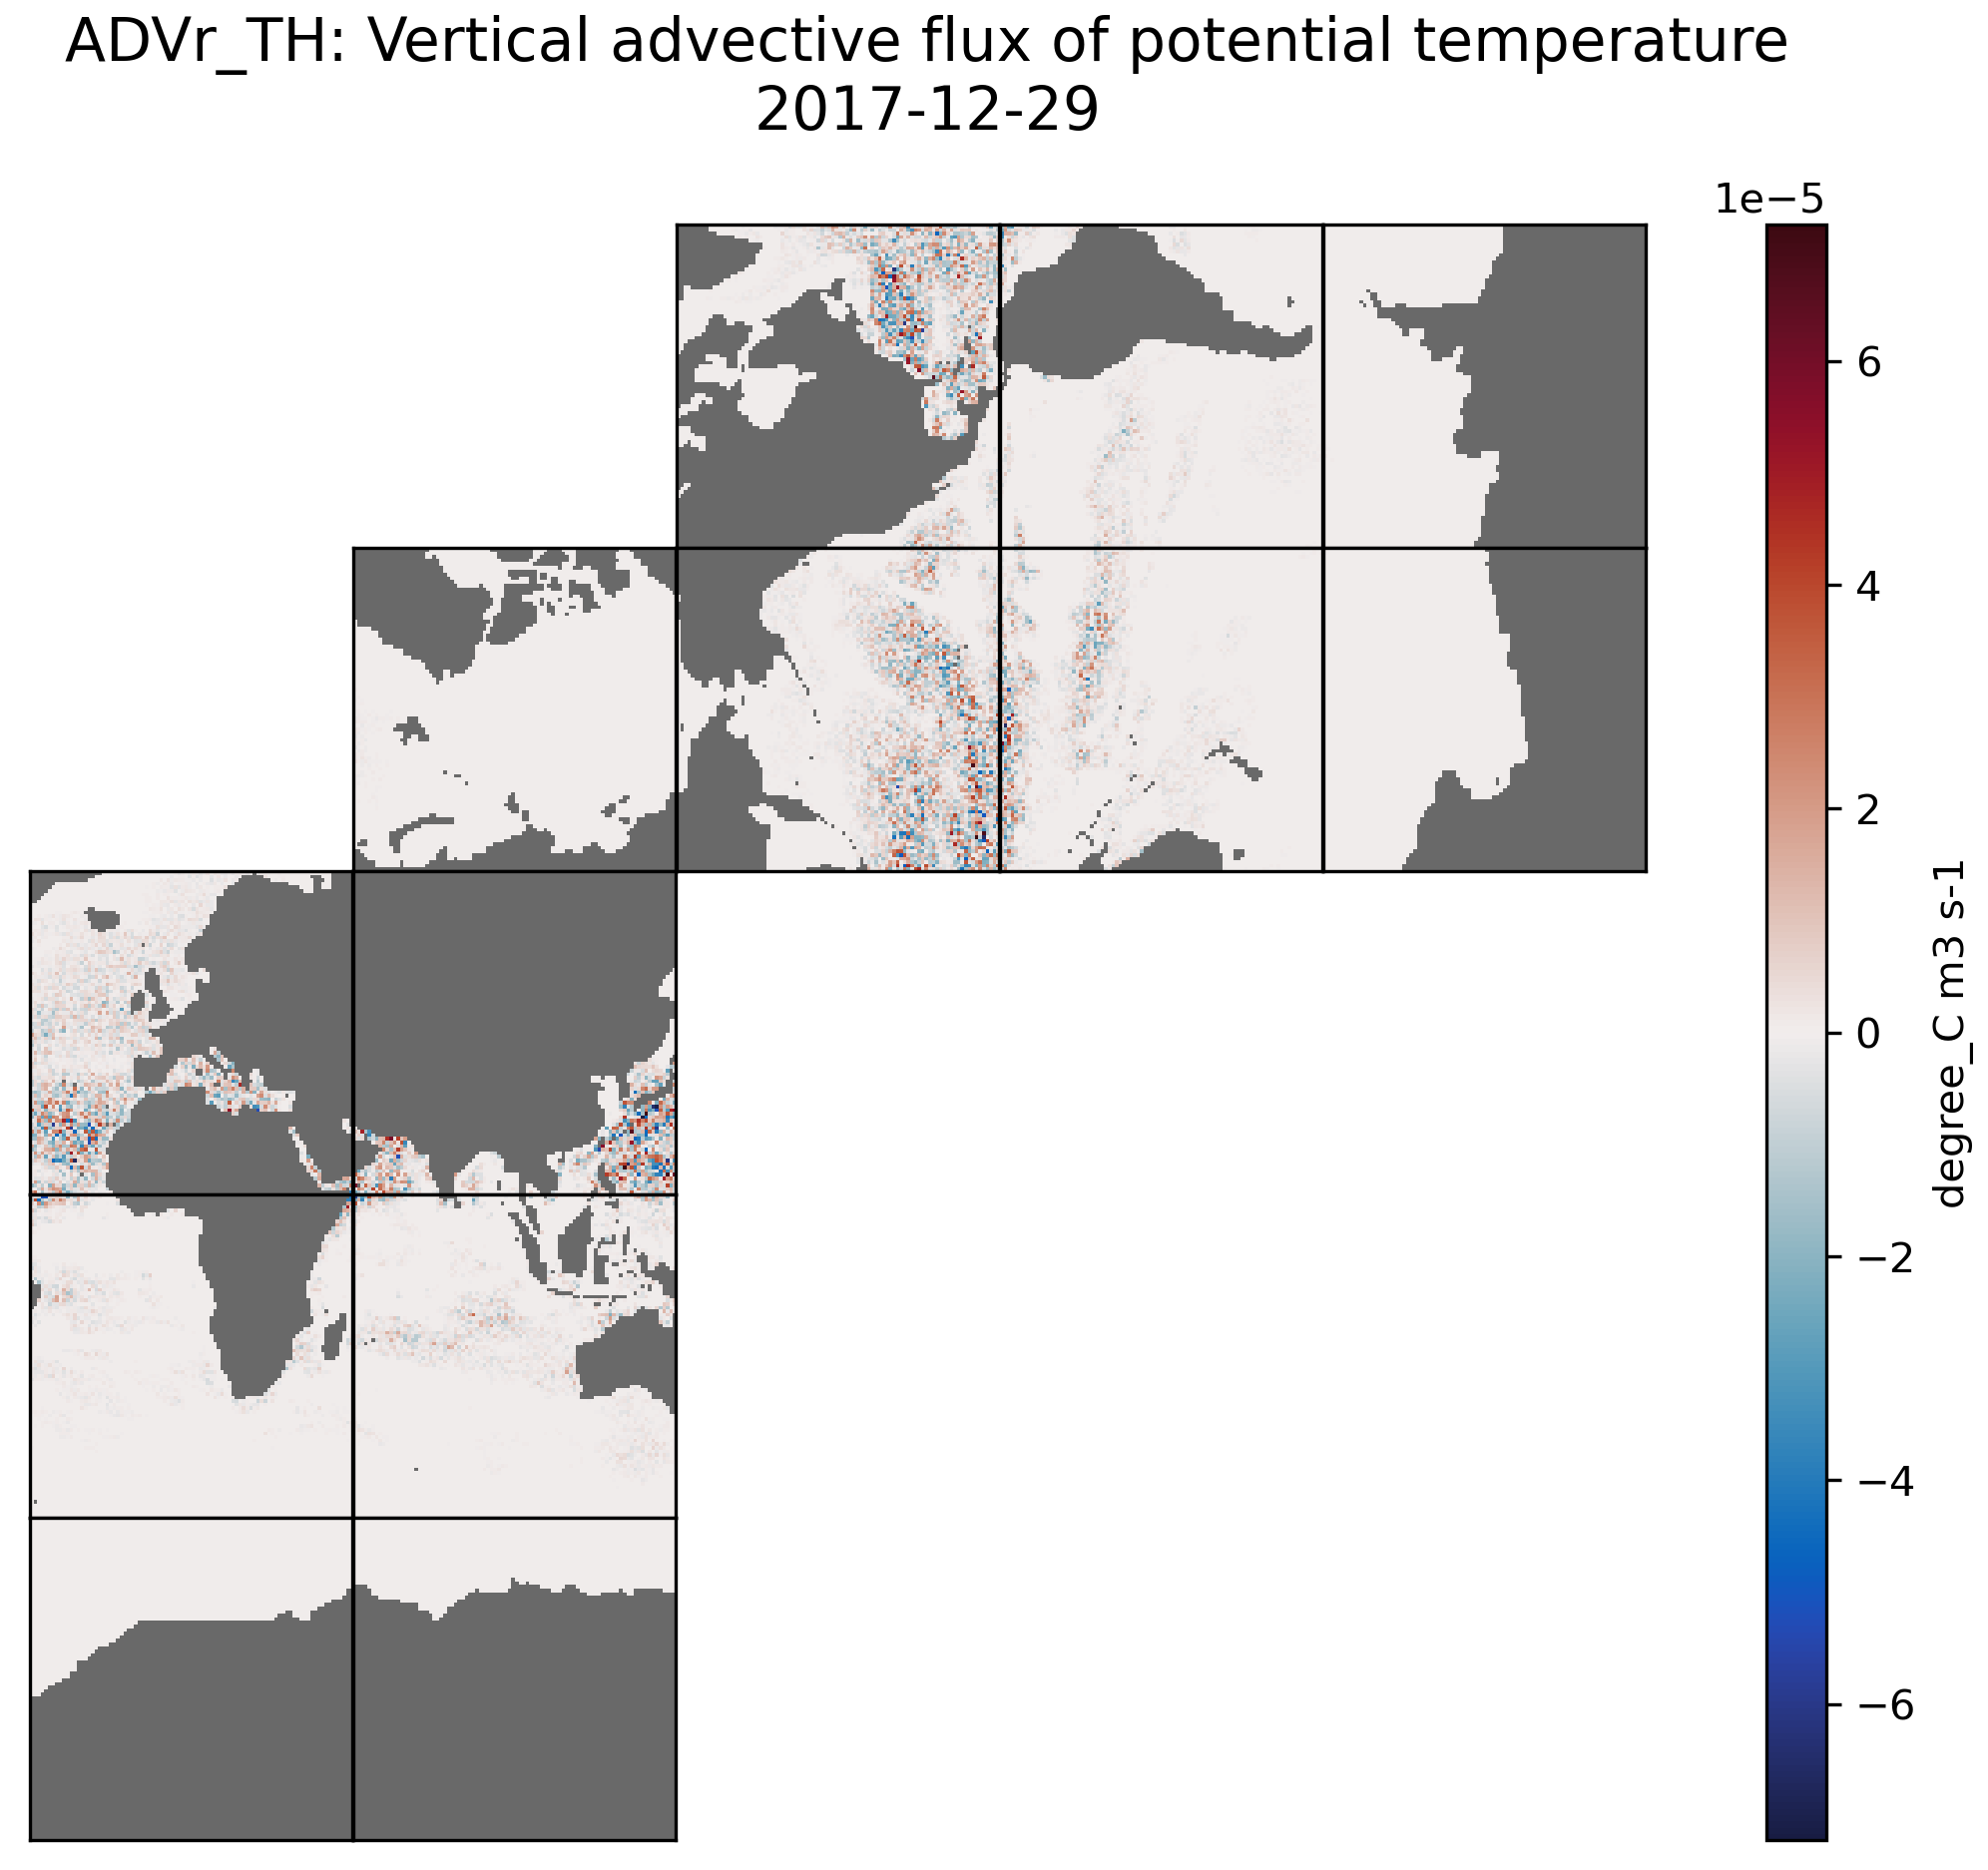 ADVr_TH: Vertical advective flux of potential temperature
2017-12-29
1e−5
6
4
2
0
−2
−4
−6
degree_C m3 s-1